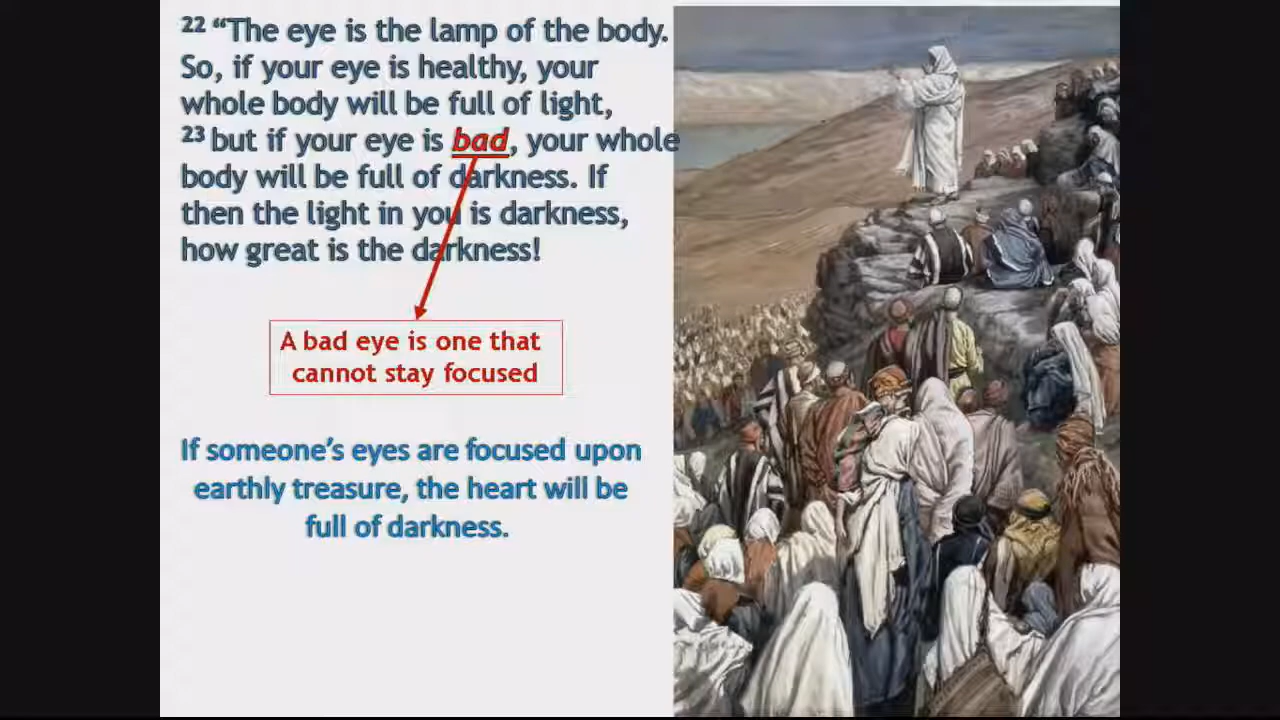 22 “The eye is the lamp of the body.
So, if your eye is healthy, your
whole body will be full of light,
23 but if your eye is bad, your whole
body will be full of darkness. If
then the light in you is darkness,
how great is the darkness!
A bad eye is one that
cannot stay focused
If someone’s eyes are focused upon
earthly treasure, the heart will be
full of darkness.